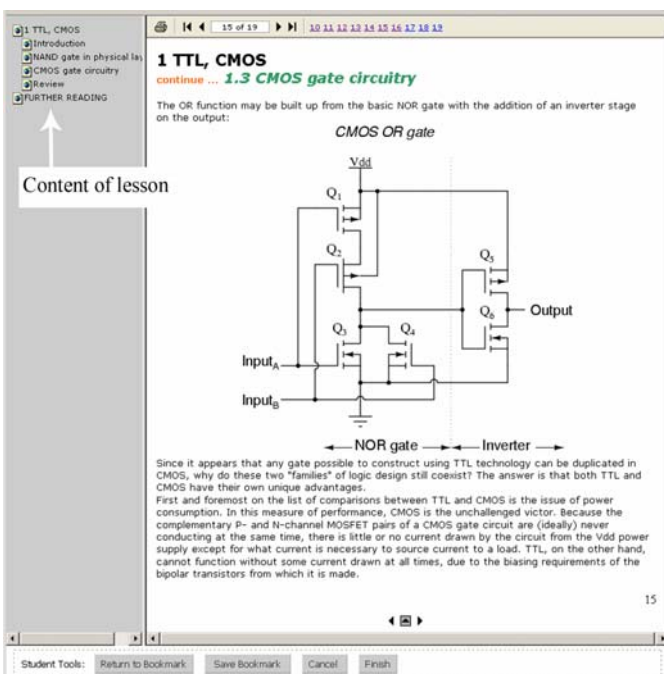 1 TTL, CMOS
Introduction
NAND gate in physical lay
CMOS gate circuitry
Review
FURTHER READING
Content of lesson
15 of 19
10 11 12 13 14 15 16 17 18 19
1 TTL, CMOS
continue ... 1.3 CMOS gate circuitry
The OR function may be built up from the basic NOR gate with the addition of an inverter stage
on the output:
CMOS OR gate
Vdd
Q1
Q2
Q5
Q6
Output
Q3
Q4
InputA
InputB
NOR gate
Inverter
Since it appears that any gate possible to construct using TTL technology can be duplicated in
CMOS, why do these two "families" of logic design still coexist? The answer is that both TTL and
CMOS have their own unique advantages.
First and foremost on the list of comparisons between TTL and CMOS is the issue of power
consumption. In this measure of performance, CMOS is the unchallenged victor. Because the
complementary P- and N-channel MOSFET pairs of a CMOS gate circuit are (ideally) never
conducting at the same time, there is little or no current drawn by the circuit from the Vdd power
supply except for what current is necessary to source current to a load. TTL, on the other hand,
cannot function without some current drawn at all times, due to the biasing requirements of the
bipolar transistors from which it is made.
15
Student Tools: Return to Bookmark Save Bookmark Cancel Finish